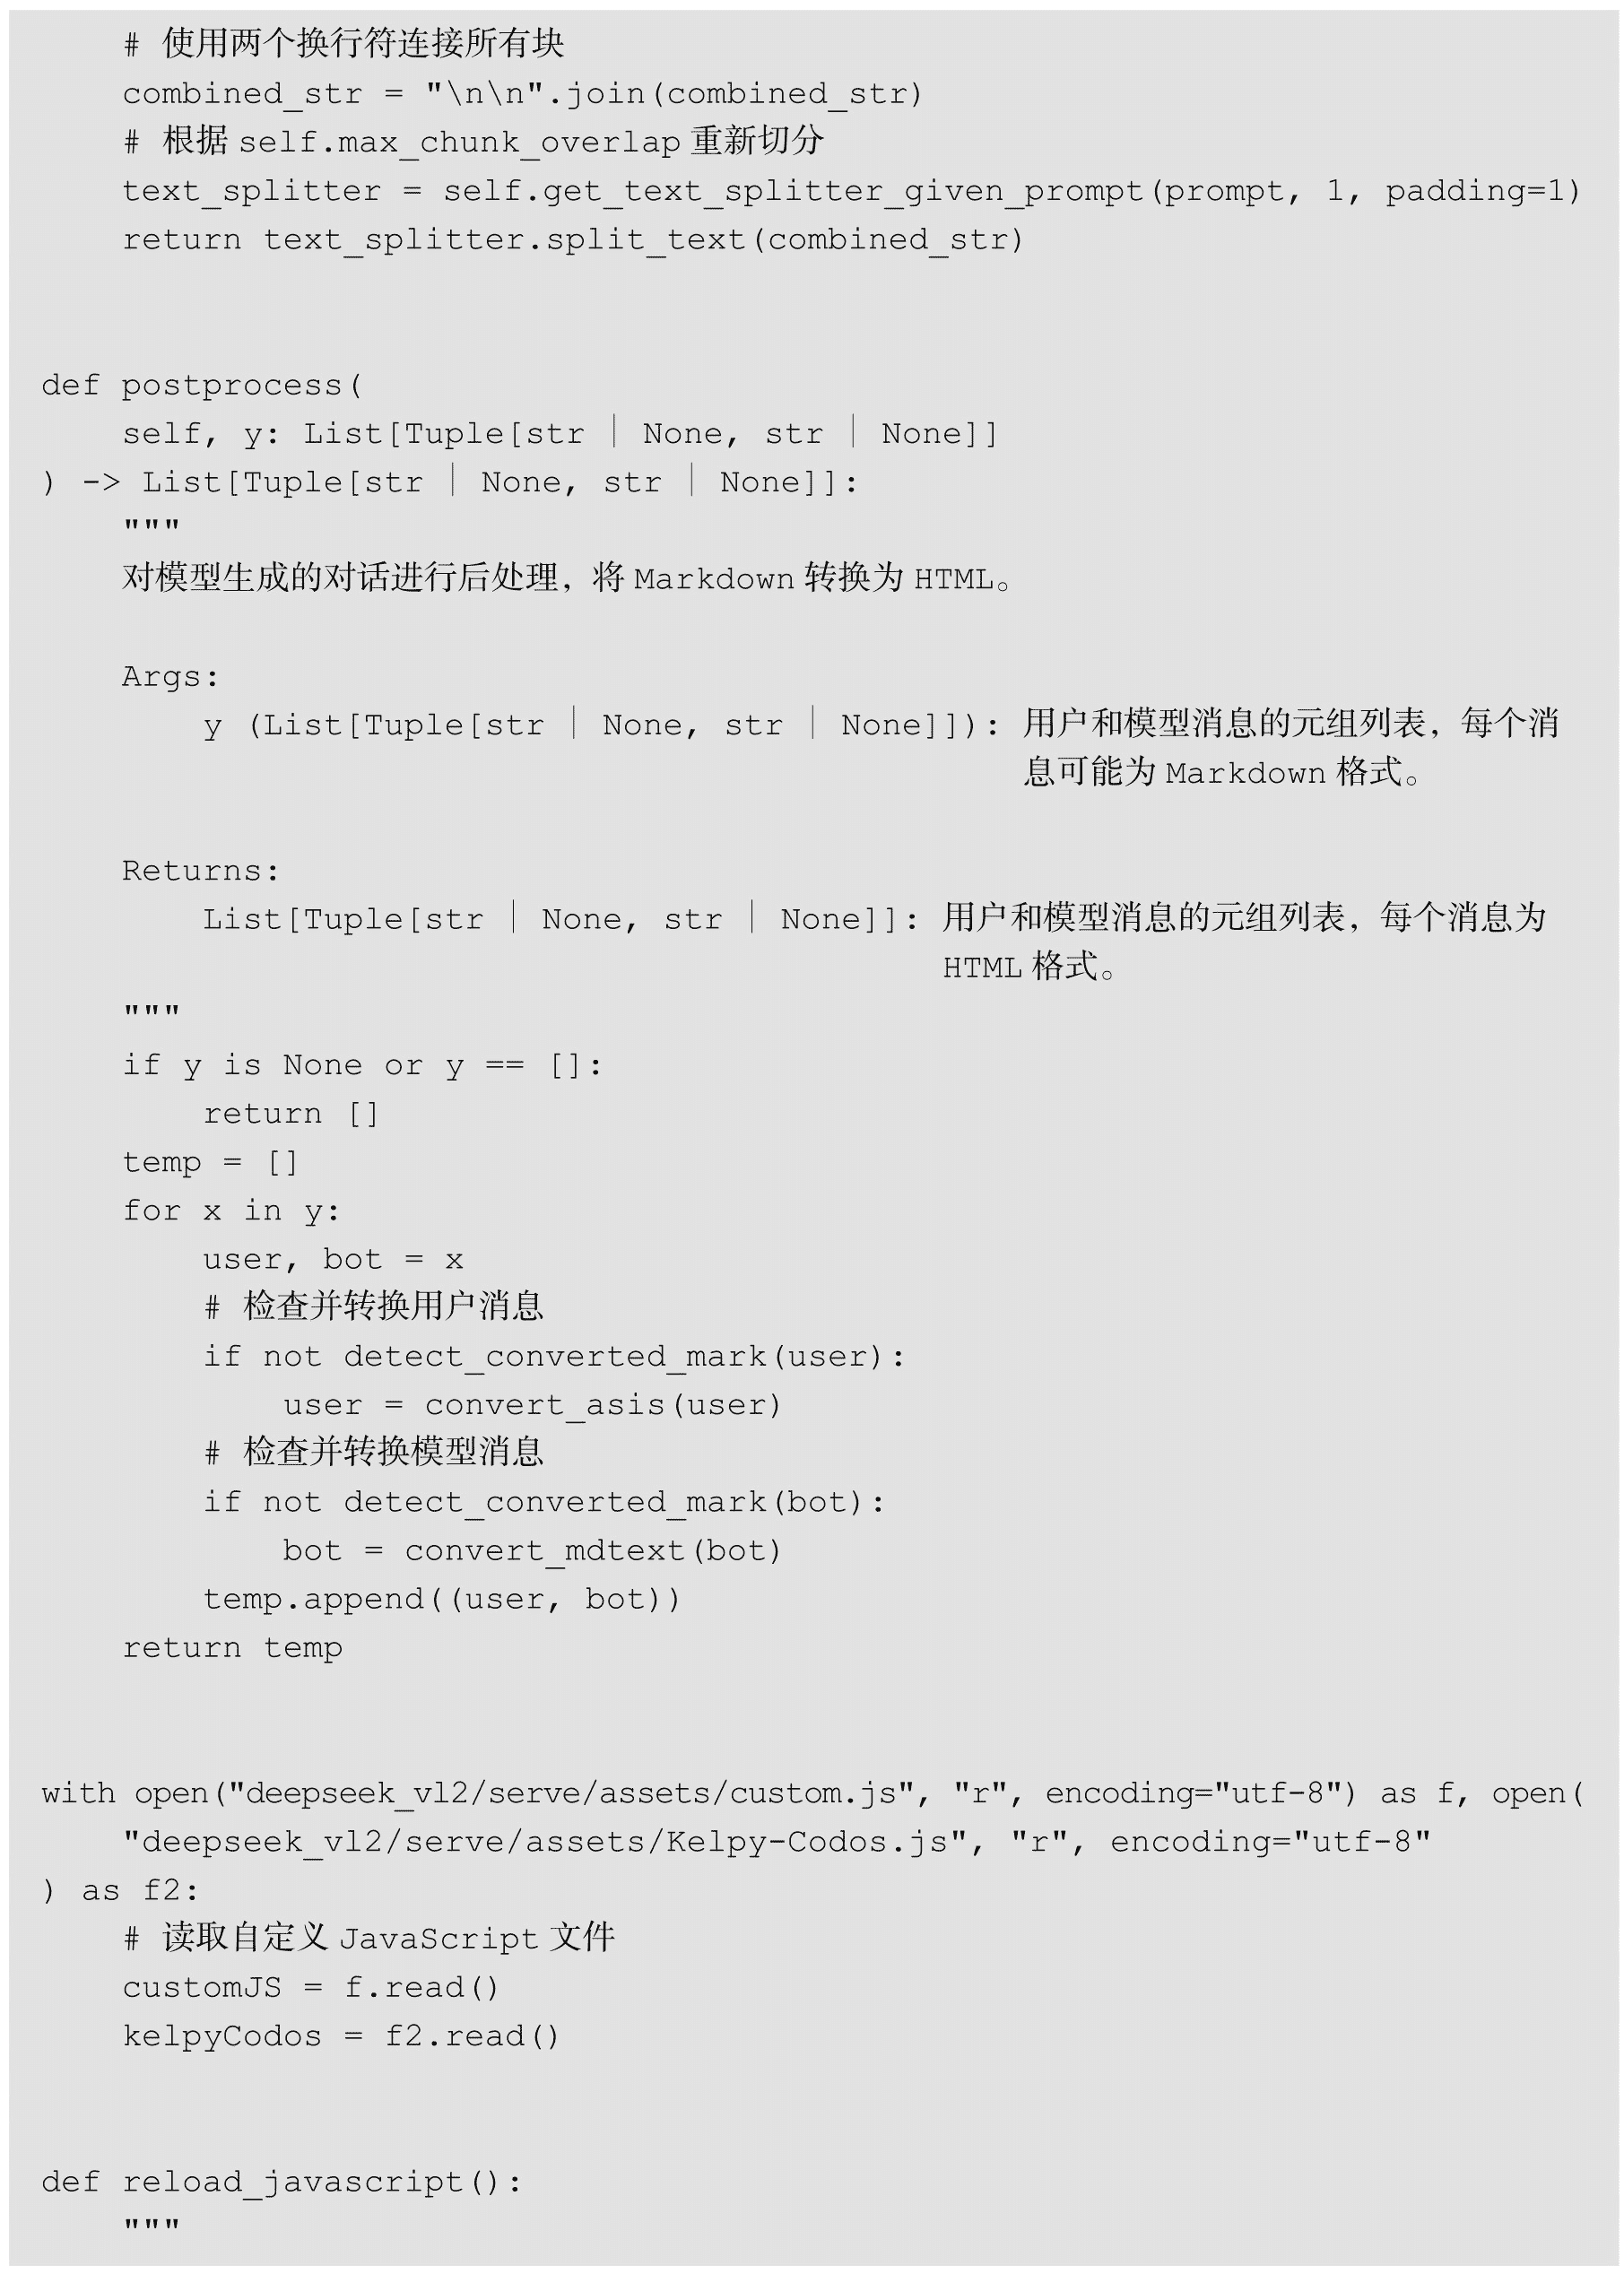 # 使用两个换行符连接所有块
    combined_str = "\n\n".join(combined_str)
    # 根据 self.max_chunk_overlap 重新切分
    text_splitter = self.get_text_splitter_given_prompt(prompt, 1, padding=1)
    return text_splitter.split_text(combined_str)

def postprocess(
    self, y: List[Tuple[str | None, str | None]]
) -> List[Tuple[str | None, str | None]]:
    """
    对模型生成的对话进行后处理，将 Markdown 转换为 HTML。

    Args:
        y (List[Tuple[str | None, str | None]]): 用户和模型消息的元组列表，每个消
                                                 息可能为 Markdown 格式。

    Returns:
        List[Tuple[str | None, str | None]]: 用户和模型消息的元组列表，每个消息为
                                             HTML 格式。
    """
    if y is None or y == []:
        return []
    temp = []
    for x in y:
        user, bot = x
        # 检查并转换用户消息
        if not detect_converted_mark(user):
            user = convert_asis(user)
        # 检查并转换模型消息
        if not detect_converted_mark(bot):
            bot = convert_mdtext(bot)
        temp.append((user, bot))
    return temp

with open("deepseek_vl2/serve/assets/custom.js", "r", encoding="utf-8") as f, open(
    "deepseek_vl2/serve/assets/Kelpy-Codos.js", "r", encoding="utf-8"
) as f2:
    # 读取自定义 JavaScript 文件
    customJS = f.read()
    kelpyCodos = f2.read()

def reload_javascript():
    """